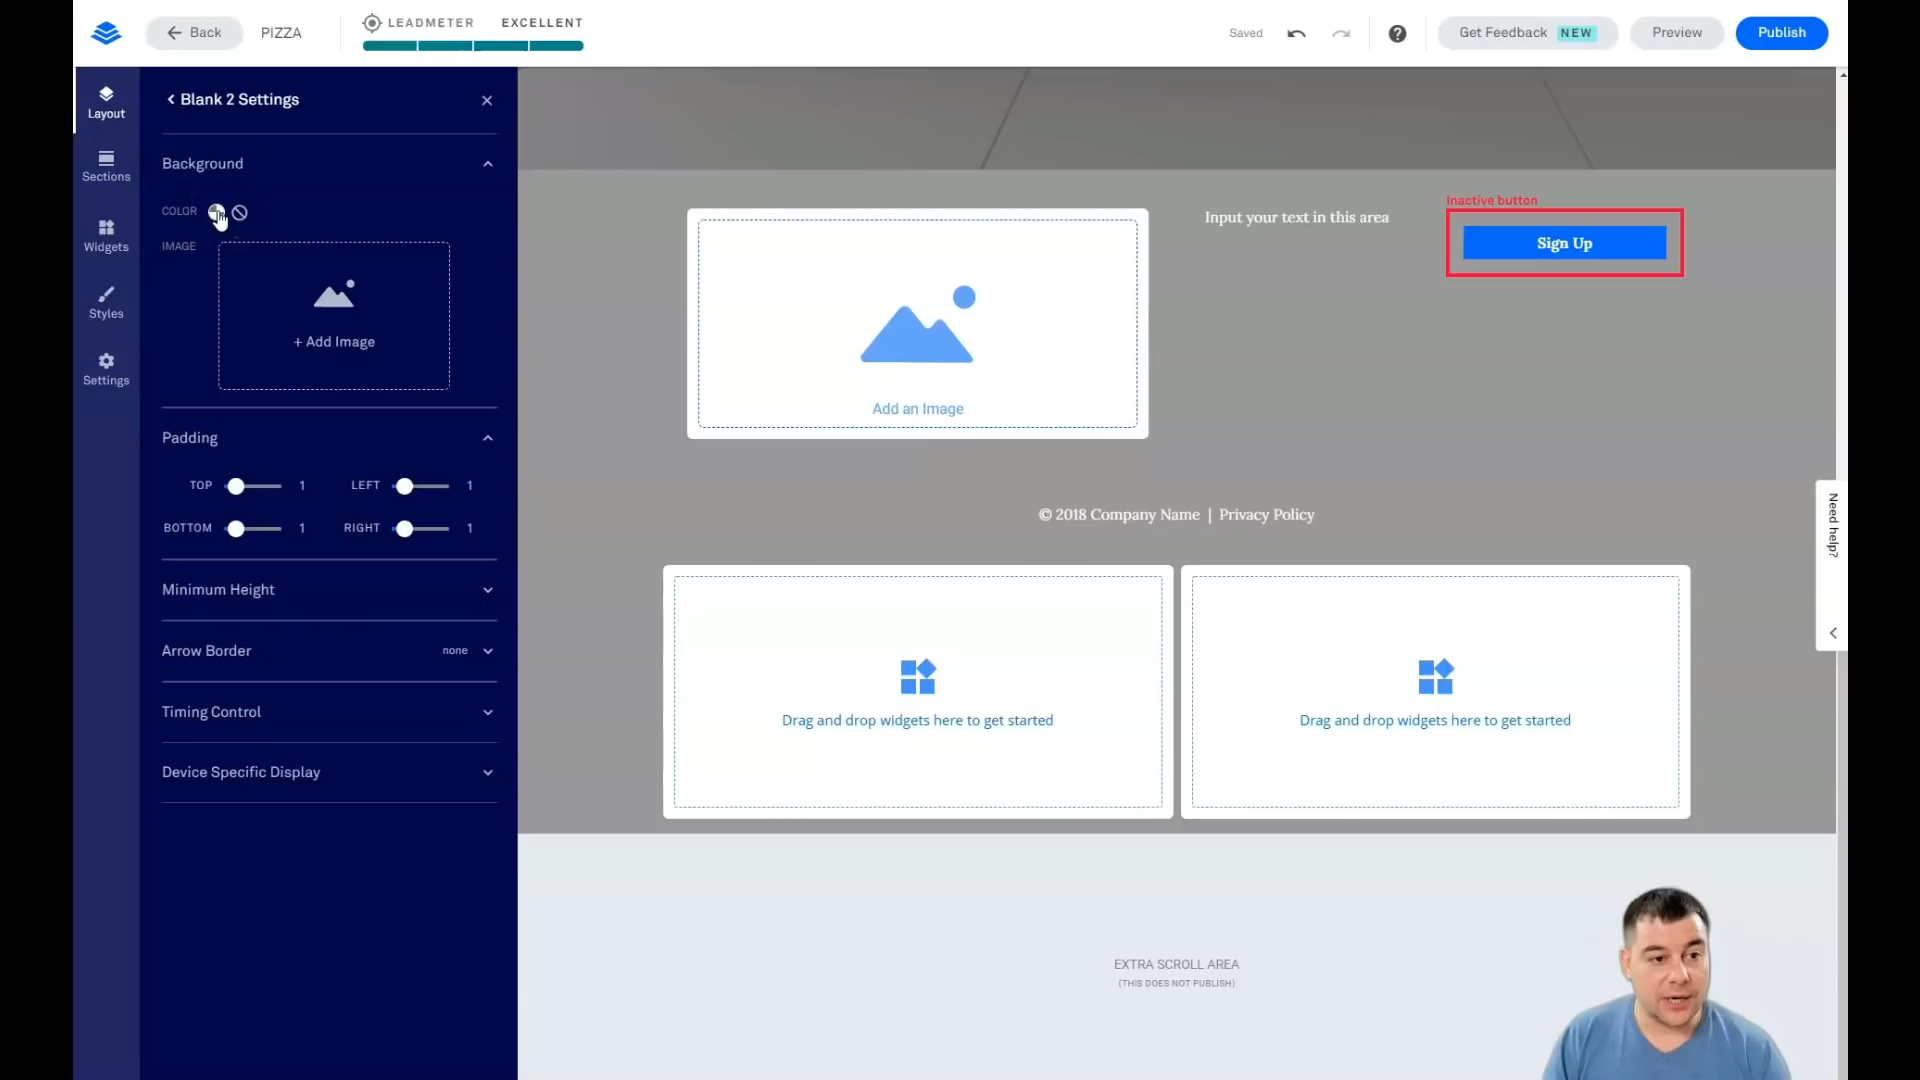 Back
PIZZA
LEADMETER EXCELLENT
Saved
Get Feedback NEW
Preview
Publish
Layout
Sections
Widgets
Styles
Settings
Blank 2 Settings
Background
COLOR
IMAGE
+ Add Image
Padding
TOP 1 LEFT 1
BOTTOM 1 RIGHT 1
Minimum Height
Arrow Border none
Timing Control
Device Specific Display
Add an Image
Input your text in this area
Inactive button
Sign Up
© 2018 Company Name | Privacy Policy
Drag and drop widgets here to get started
Drag and drop widgets here to get started
EXTRA SCROLL AREA
(THIS DOES NOT PUBLISH)
Need help?